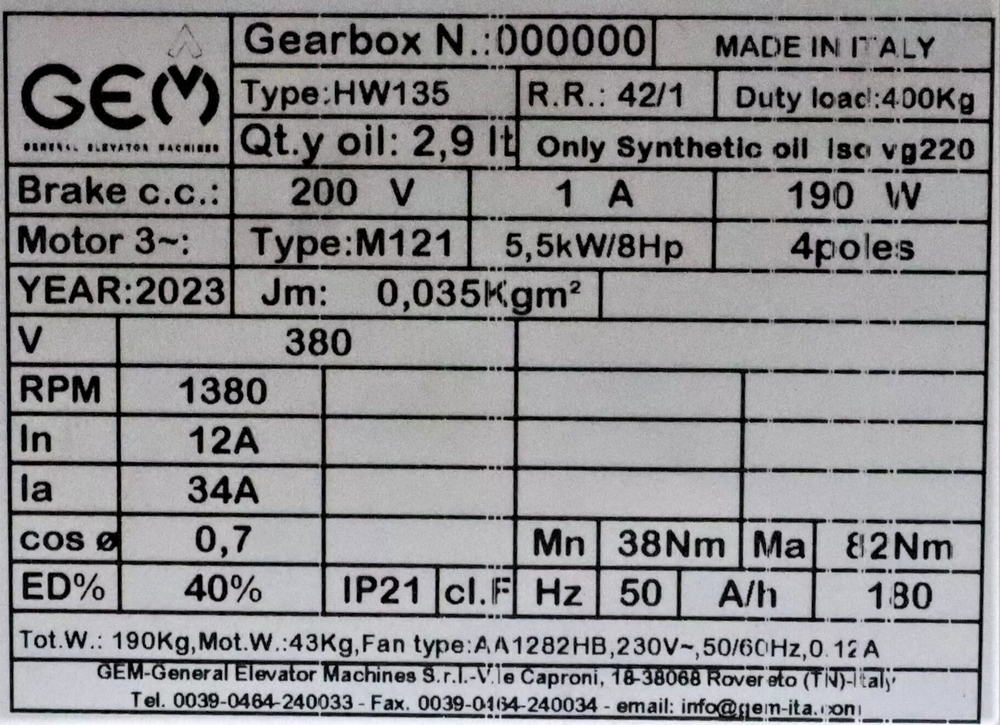 GEM
GENERAL ELEVATOR MACHINES
Gearbox N.:000000
MADE IN ITALY
Type:HW135
R.R.: 42/1
Duty load:400Kg
Qt.y oil: 2,9 lt
Only Synthetic oil Iso vg220
Brake c.c.: 200 V 1 A 190 W
Motor 3~: Type:M121 5,5kW/8Hp 4poles
YEAR:2023 Jm: 0,035Kgm²
V 380
RPM 1380
In 12A
Ia 34A
cos ø 0,7 Mn 38Nm Ma 82Nm
ED% 40% IP21 cl.F Hz 50 A/h 180
Tot.W.: 190Kg,Mot.W.:43Kg,Fan type:AA1282HB,230V~,50/60Hz,0.12A
GEM-General Elevator Machines S.r.l.-V.le Caproni, 18-38068 Rovereto (TN)-Italy
Tel. 0039-0464-240033 - Fax. 0039-0464-240034 - email: info@gem-ita.com